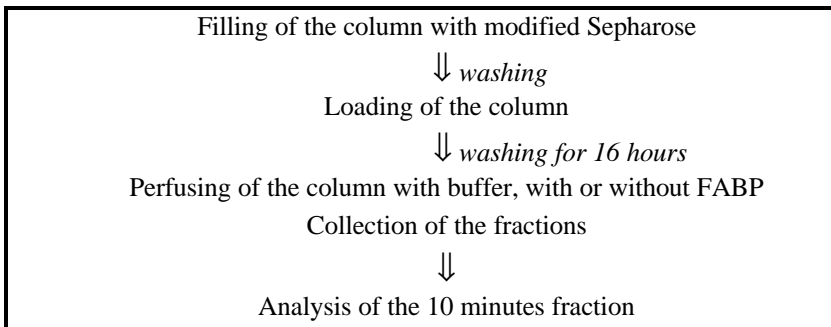 Filling of the column with modified Sepharose
⇓ washing
Loading of the column
⇓ washing for 16 hours
Perfusing of the column with buffer, with or without FABP
Collection of the fractions
⇓
Analysis of the 10 minutes fraction